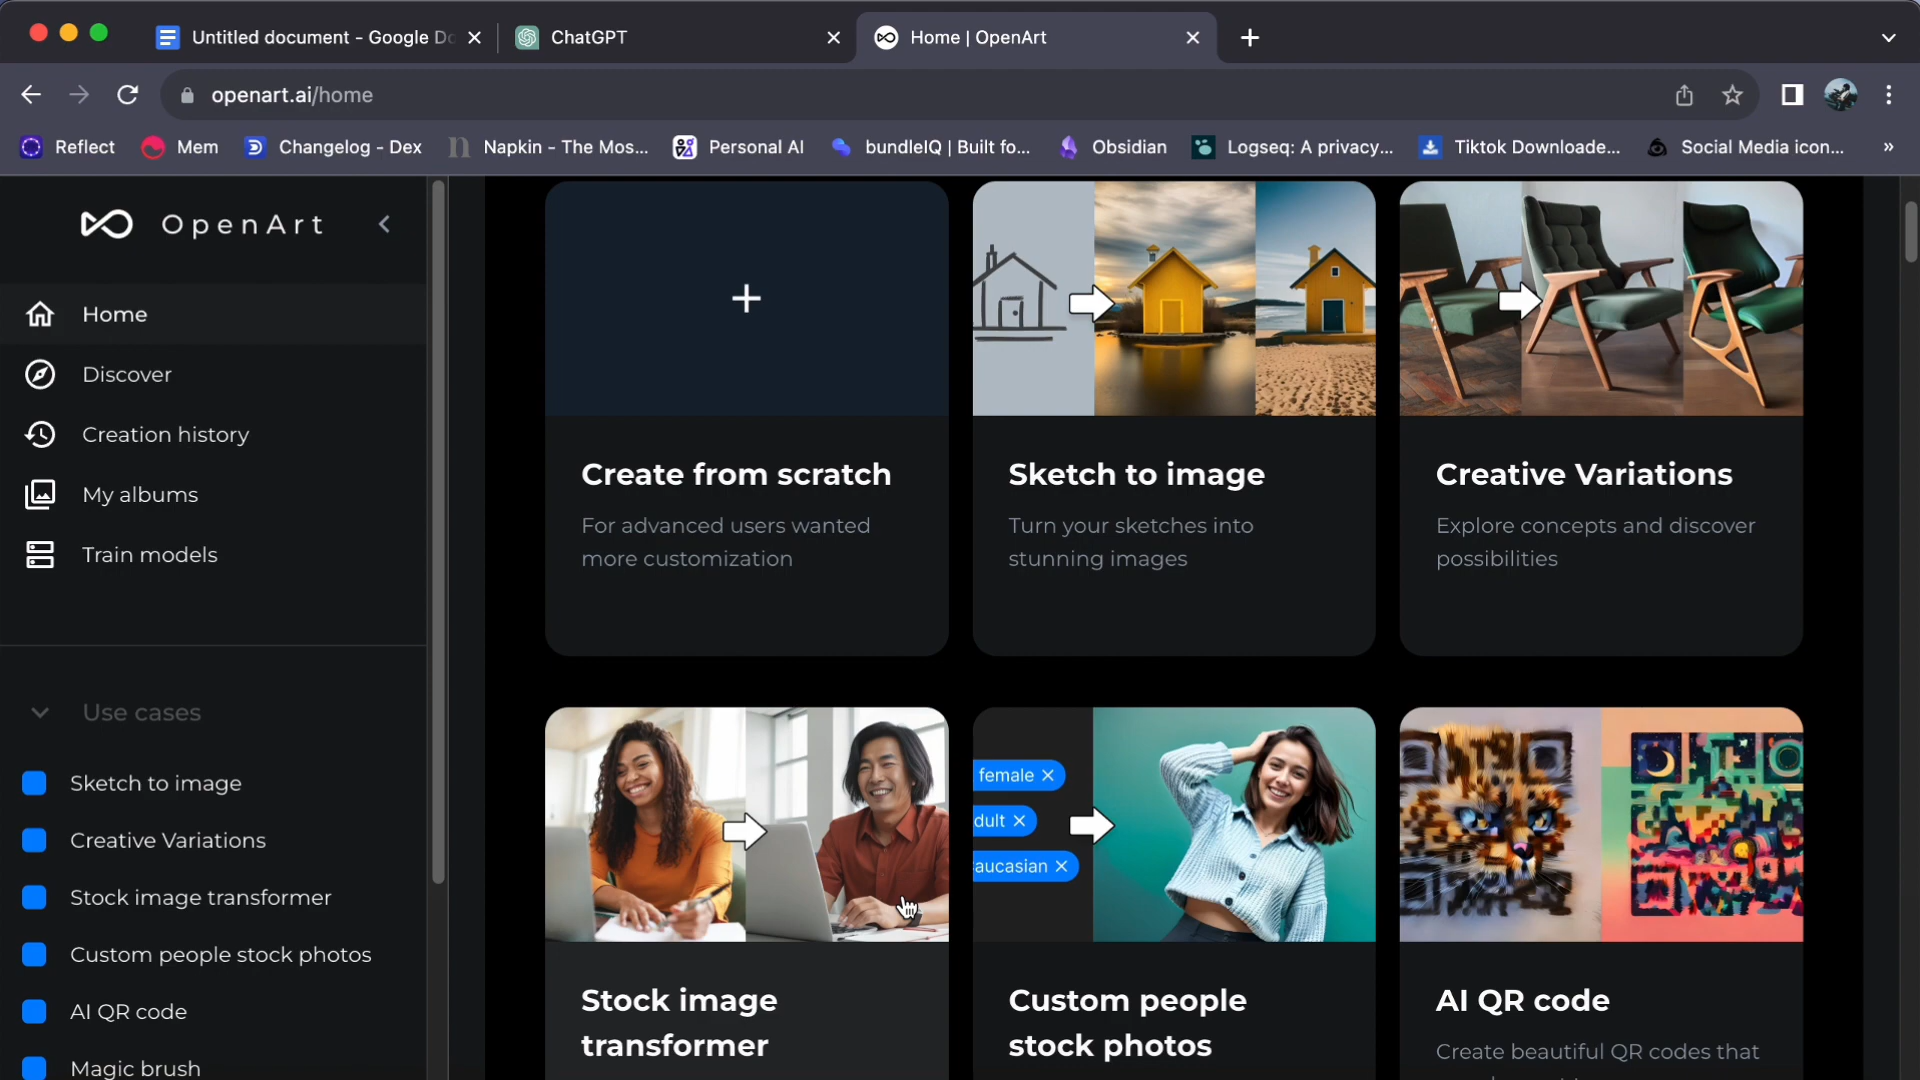 Untitled document - Google Do
ChatGPT
Home | OpenArt
openart.ai/home
Reflect
Mem
Changelog - Dex
Napkin - The Mos...
Personal AI
bundleIQ | Built fo...
Obsidian
Logseq: A privacy...
Tiktok Downloade...
Social Media icon...
»
OpenArt
Home
Discover
Creation history
My albums
Train models
Use cases
Sketch to image
Creative Variations
Stock image transformer
Custom people stock photos
AI QR code
Magic brush
Create from scratch
For advanced users wanted
more customization
Sketch to image
Turn your sketches into
stunning images
Creative Variations
Explore concepts and discover
possibilities
female ×
dult ×
aucasian ×
Stock image
transformer
Custom people
stock photos
AI QR code
Create beautiful QR codes that